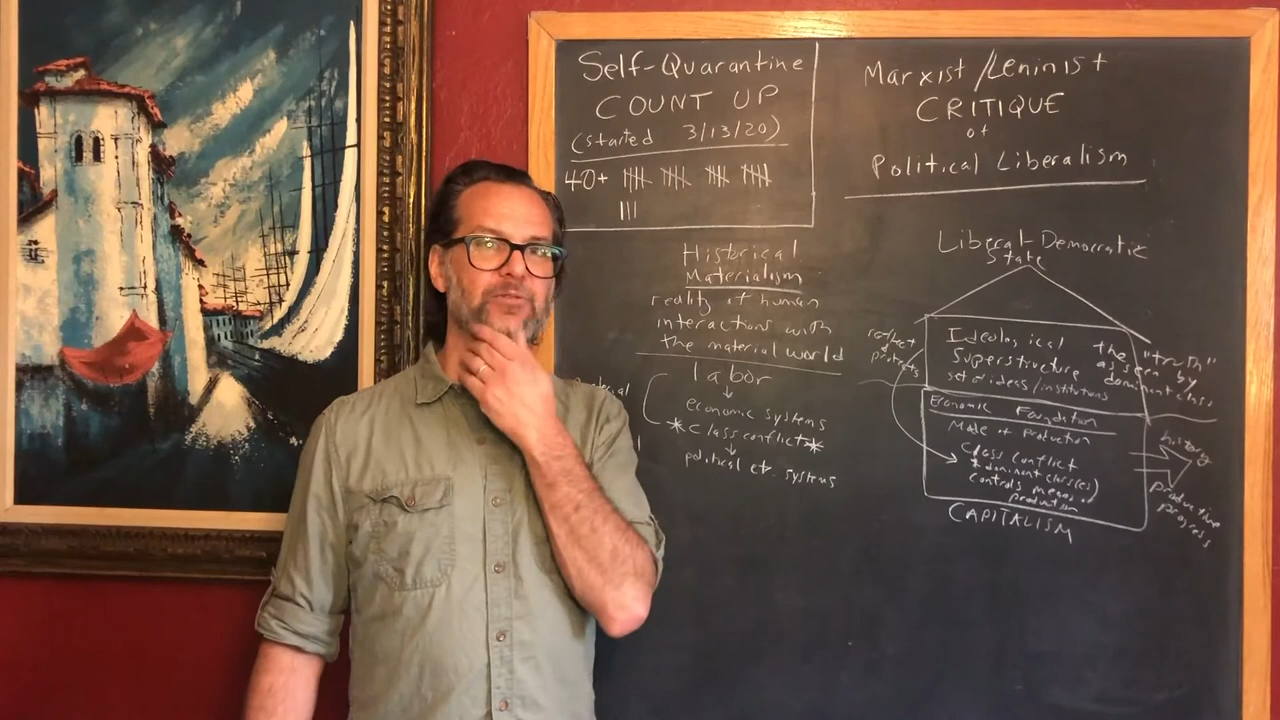 Self-Quarantine
COUNT UP
(started 3/13/20)
40+
Marxist/Leninist
CRITIQUE
of
Political Liberalism
Historical
Materialism
reality of human
interactions with
the material world
labor
economic systems
*Class conflict*
political etc. systems
Liberal-Democratic
State
Ideological
Superstructure
set of ideas/institutions
the "truth"
as seen by
dominant class
reflect
protects
Economic Foundation
Mode of Production
Class conflict
*dominant class(es)
controls means of
production
CAPITALISM
history
productive
progress